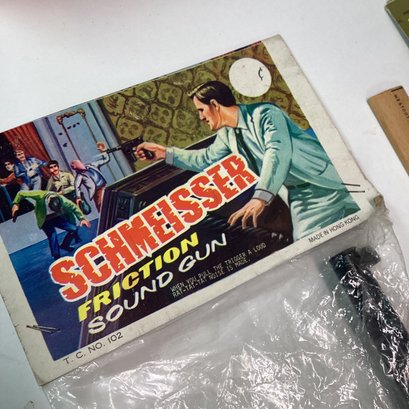 ¢
SCHMEISSER
FRICTION
SOUND GUN
WHEN YOU PULL THE TRIGGER A LOUD
RAT-TAT-TAT NOISE IS MADE.
MADE IN HONG KONG
T. C. NO. 102